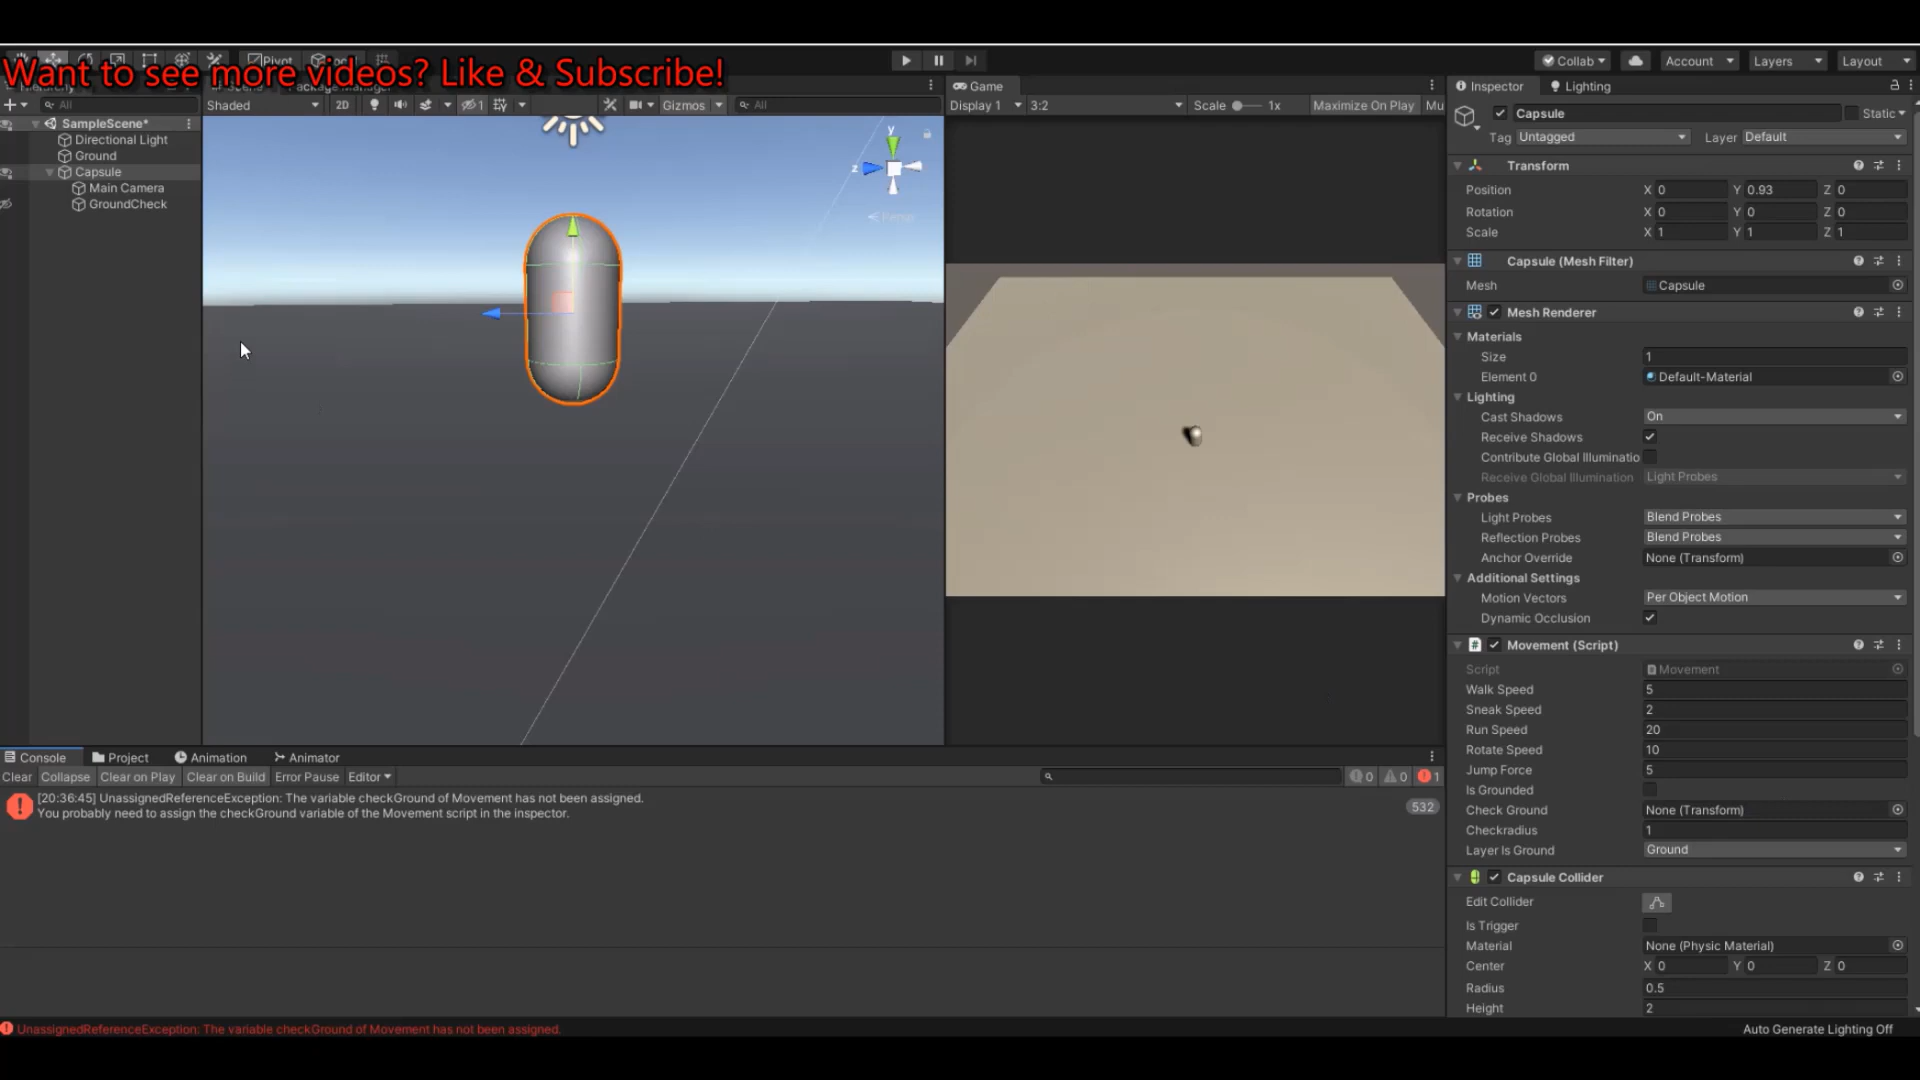 Want to see more videos? Like & Subscribe!
Collab
Account
Layers
Layout
Game
Inspector
Lighting
All
Shaded
2D
1
Gizmos
All
Display 1
3:2
Scale
1x
Maximize On Play
Mu
SampleScene*
Directional Light
Ground
Capsule
Main Camera
GroundCheck
y
z
Persp
Capsule
Static
Tag
Untagged
Layer
Default
Transform
Position
X 0
Y 0.93
Z 0
Rotation
X 0
Y 0
Z 0
Scale
X 1
Y 1
Z 1
Capsule (Mesh Filter)
Mesh
Capsule
Mesh Renderer
Materials
Size
1
Element 0
Default-Material
Lighting
Cast Shadows
On
Receive Shadows
Contribute Global Illuminatio
Receive Global Illumination
Light Probes
Probes
Light Probes
Blend Probes
Reflection Probes
Blend Probes
Anchor Override
None (Transform)
Additional Settings
Motion Vectors
Per Object Motion
Dynamic Occlusion
Movement (Script)
Script
Movement
Walk Speed
5
Sneak Speed
2
Run Speed
20
Rotate Speed
10
Jump Force
5
Is Grounded
Check Ground
None (Transform)
Checkradius
1
Layer Is Ground
Ground
Capsule Collider
Edit Collider
Is Trigger
Material
None (Physic Material)
Center
X 0
Y 0
Z 0
Radius
0.5
Height
2
Console
Project
Animation
Animator
Clear
Collapse
Clear on Play
Clear on Build
Error Pause
Editor
0
0
1
[20:36:45] UnassignedReferenceException: The variable checkGround of Movement has not been assigned.
You probably need to assign the checkGround variable of the Movement script in the inspector.
532
UnassignedReferenceException: The variable checkGround of Movement has not been assigned.
Auto Generate Lighting Off